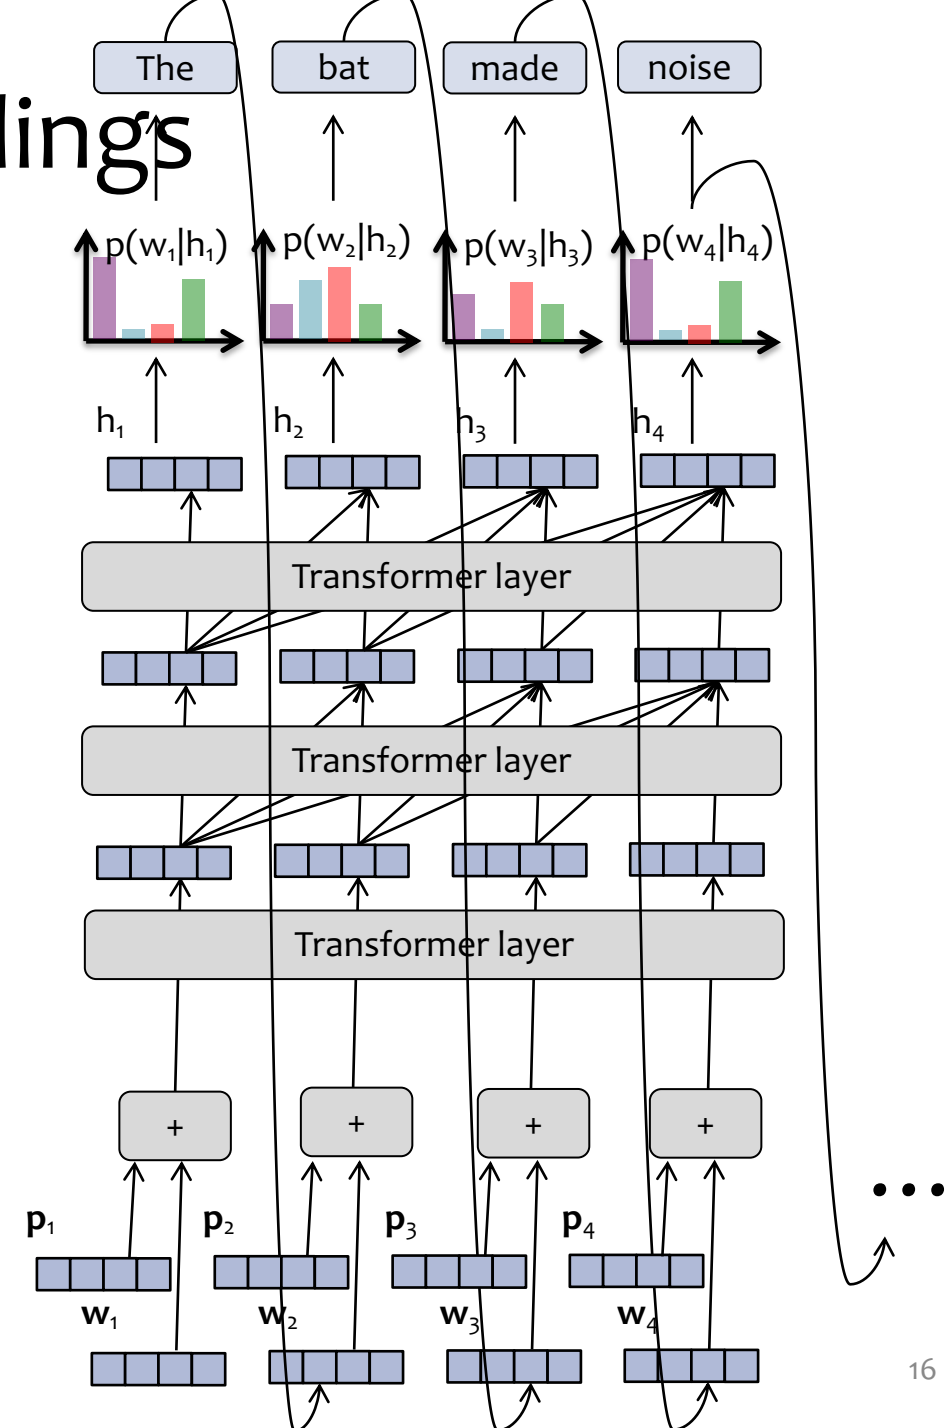 The bat made noise
lings
p(w₁|h₁) p(w₂|h₂) p(w₃|h₃) p(w₄|h₄)
h₁ h₂ h₃ h₄
Transformer layer
Transformer layer
Transformer layer
+ + + +
...
p₁ p₂ p₃ p₄
w₁ w₂ w₃ w₄
16